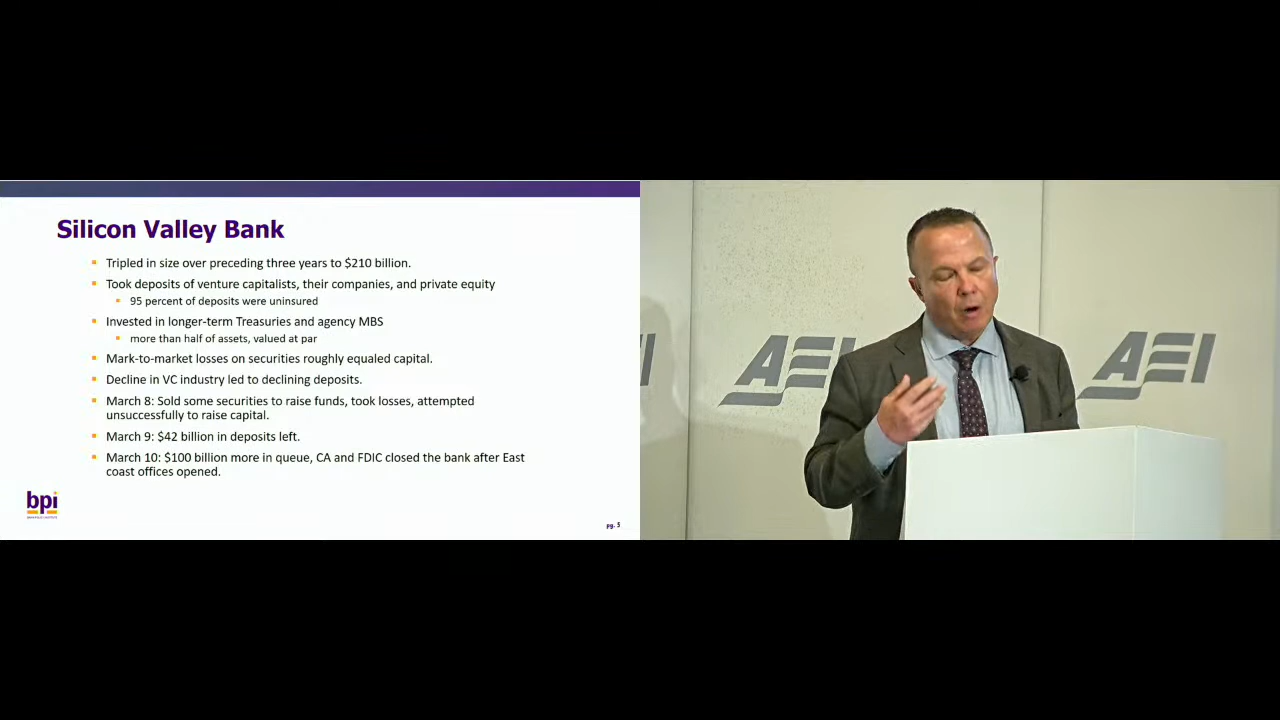 Silicon Valley Bank
Tripled in size over preceding three years to $210 billion.
Took deposits of venture capitalists, their companies, and private equity
95 percent of deposits were uninsured
Invested in longer-term Treasuries and agency MBS
more than half of assets, valued at par
Mark-to-market losses on securities roughly equaled capital.
Decline in VC industry led to declining deposits.
March 8: Sold some securities to raise funds, took losses, attempted
unsuccessfully to raise capital.
March 9: $42 billion in deposits left.
March 10: $100 billion more in queue, CA and FDIC closed the bank after East
coast offices opened.
bpi
pg. 5
AEI
AEI